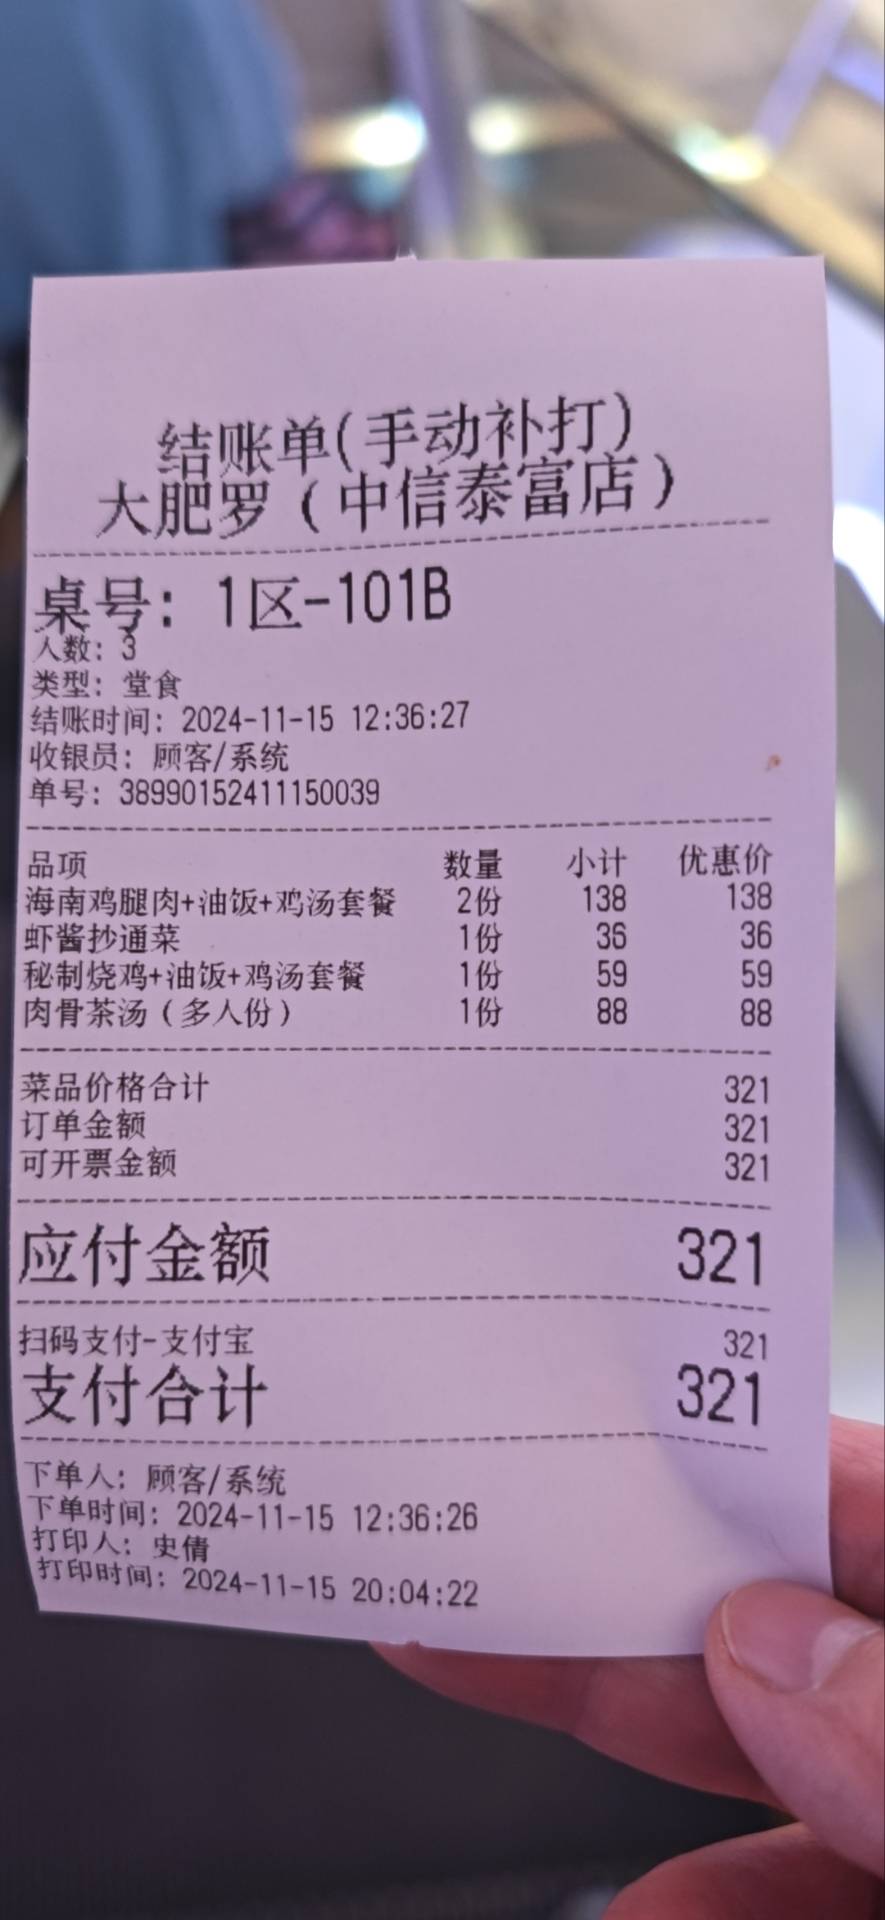 结账单(手动补打)
大肥罗（中信泰富店）
桌号: 1区-101B
人数: 3
类型: 堂食
结账时间: 2024-11-15 12:36:27
收银员: 顾客/系统
单号: 38990152411150039
品项 数量 小计 优惠价
海南鸡腿肉+油饭+鸡汤套餐 2份 138 138
虾酱抄通菜 1份 36 36
秘制烧鸡+油饭+鸡汤套餐 1份 59 59
肉骨茶汤（多人份） 1份 88 88
菜品价格合计 321
订单金额 321
可开票金额 321
应付金额 321
扫码支付-支付宝 321
支付合计 321
下单人: 顾客/系统
下单时间: 2024-11-15 12:36:26
打印人: 史倩
打印时间: 2024-11-15 20:04:22